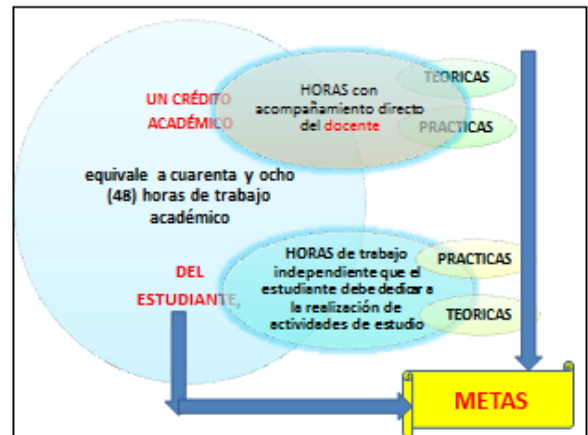 UN CRÉDITO
ACADÉMICO
equivale a cuarenta y ocho
(48) horas de trabajo
académico
DEL
ESTUDIANTE,
HORAS con
acompañamiento directo
del docente
TEORICAS
PRACTICAS
HORAS de trabajo
independiente que el
estudiante debe dedicar a
la realización de
actividades de estudio
PRACTICAS
TEORICAS
METAS